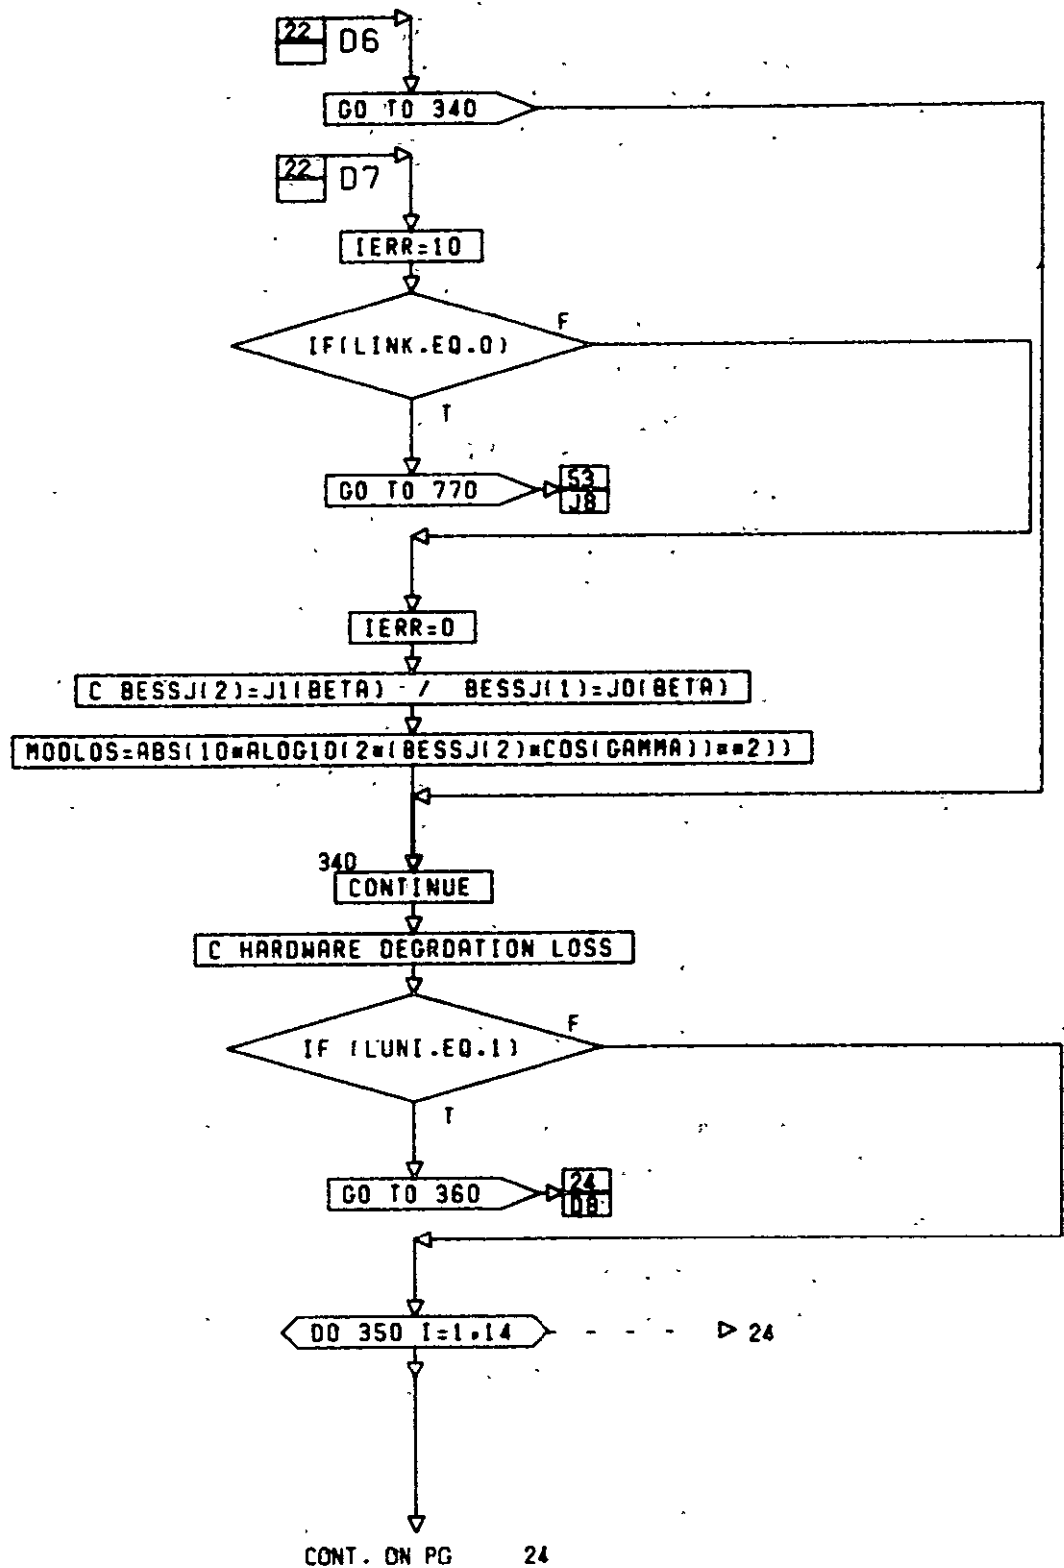 22 D6
GO TO 340
22 D7
IERR=10
IF(LINK.EQ.0)
F
T
GO TO 770
53
J8
IERR=0
C BESSJ(2)=J1(BETA) - / BESSJ(1)=J0(BETA)
MODLOS=ABS(10*ALOG10(2*(BESSJ(2)*COS(GAMMA))**2))
340
CONTINUE
C HARDWARE DEGRDATION LOSS
IF (LUNI.EQ.1)
F
T
GO TO 360
24
D8
DO 350 I=1,14
24
CONT. ON PG 24